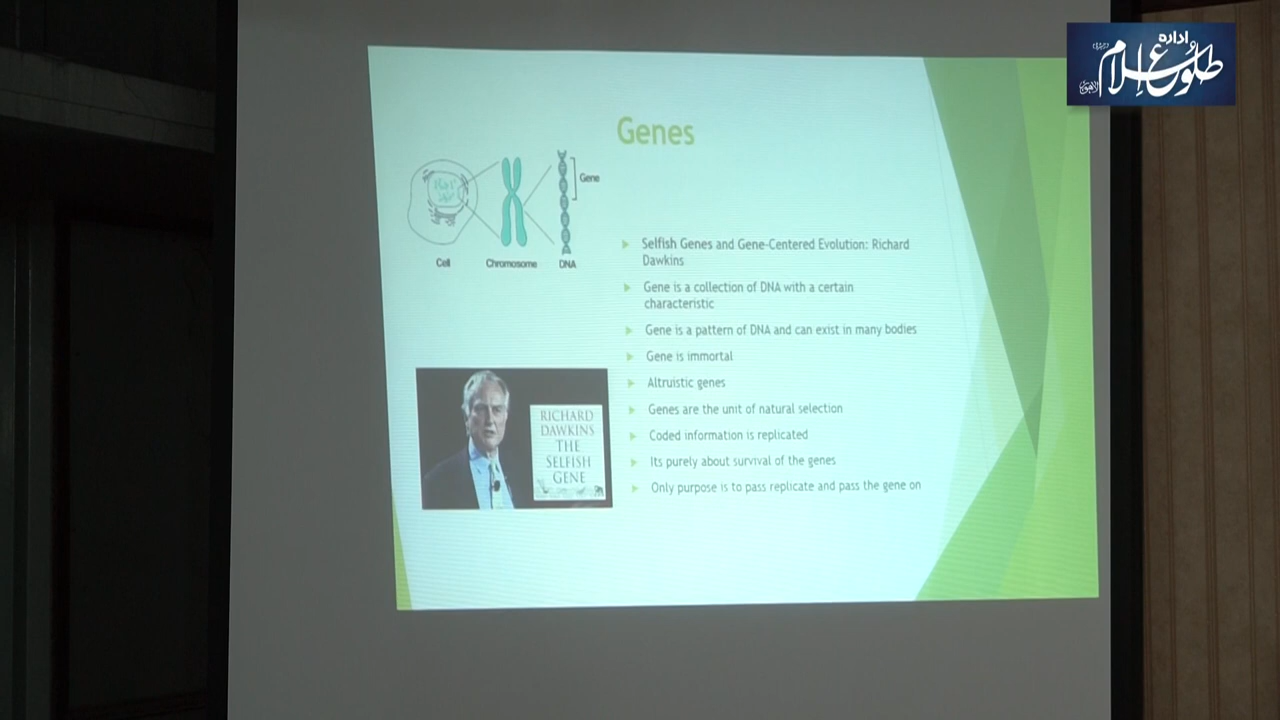 ادارہ
طلوع اسلام
لاہور
Genes
Gene
Cell
Chromosome
DNA
Selfish Genes and Gene-Centered Evolution: Richard
Dawkins
Gene is a collection of DNA with a certain
characteristic
Gene is a pattern of DNA and can exist in many bodies
Gene is immortal
Altruistic genes
Genes are the unit of natural selection
Coded information is replicated
Its purely about survival of the genes
Only purpose is to pass replicate and pass the gene on
RICHARD
DAWKINS
THE
SELFISH
GENE